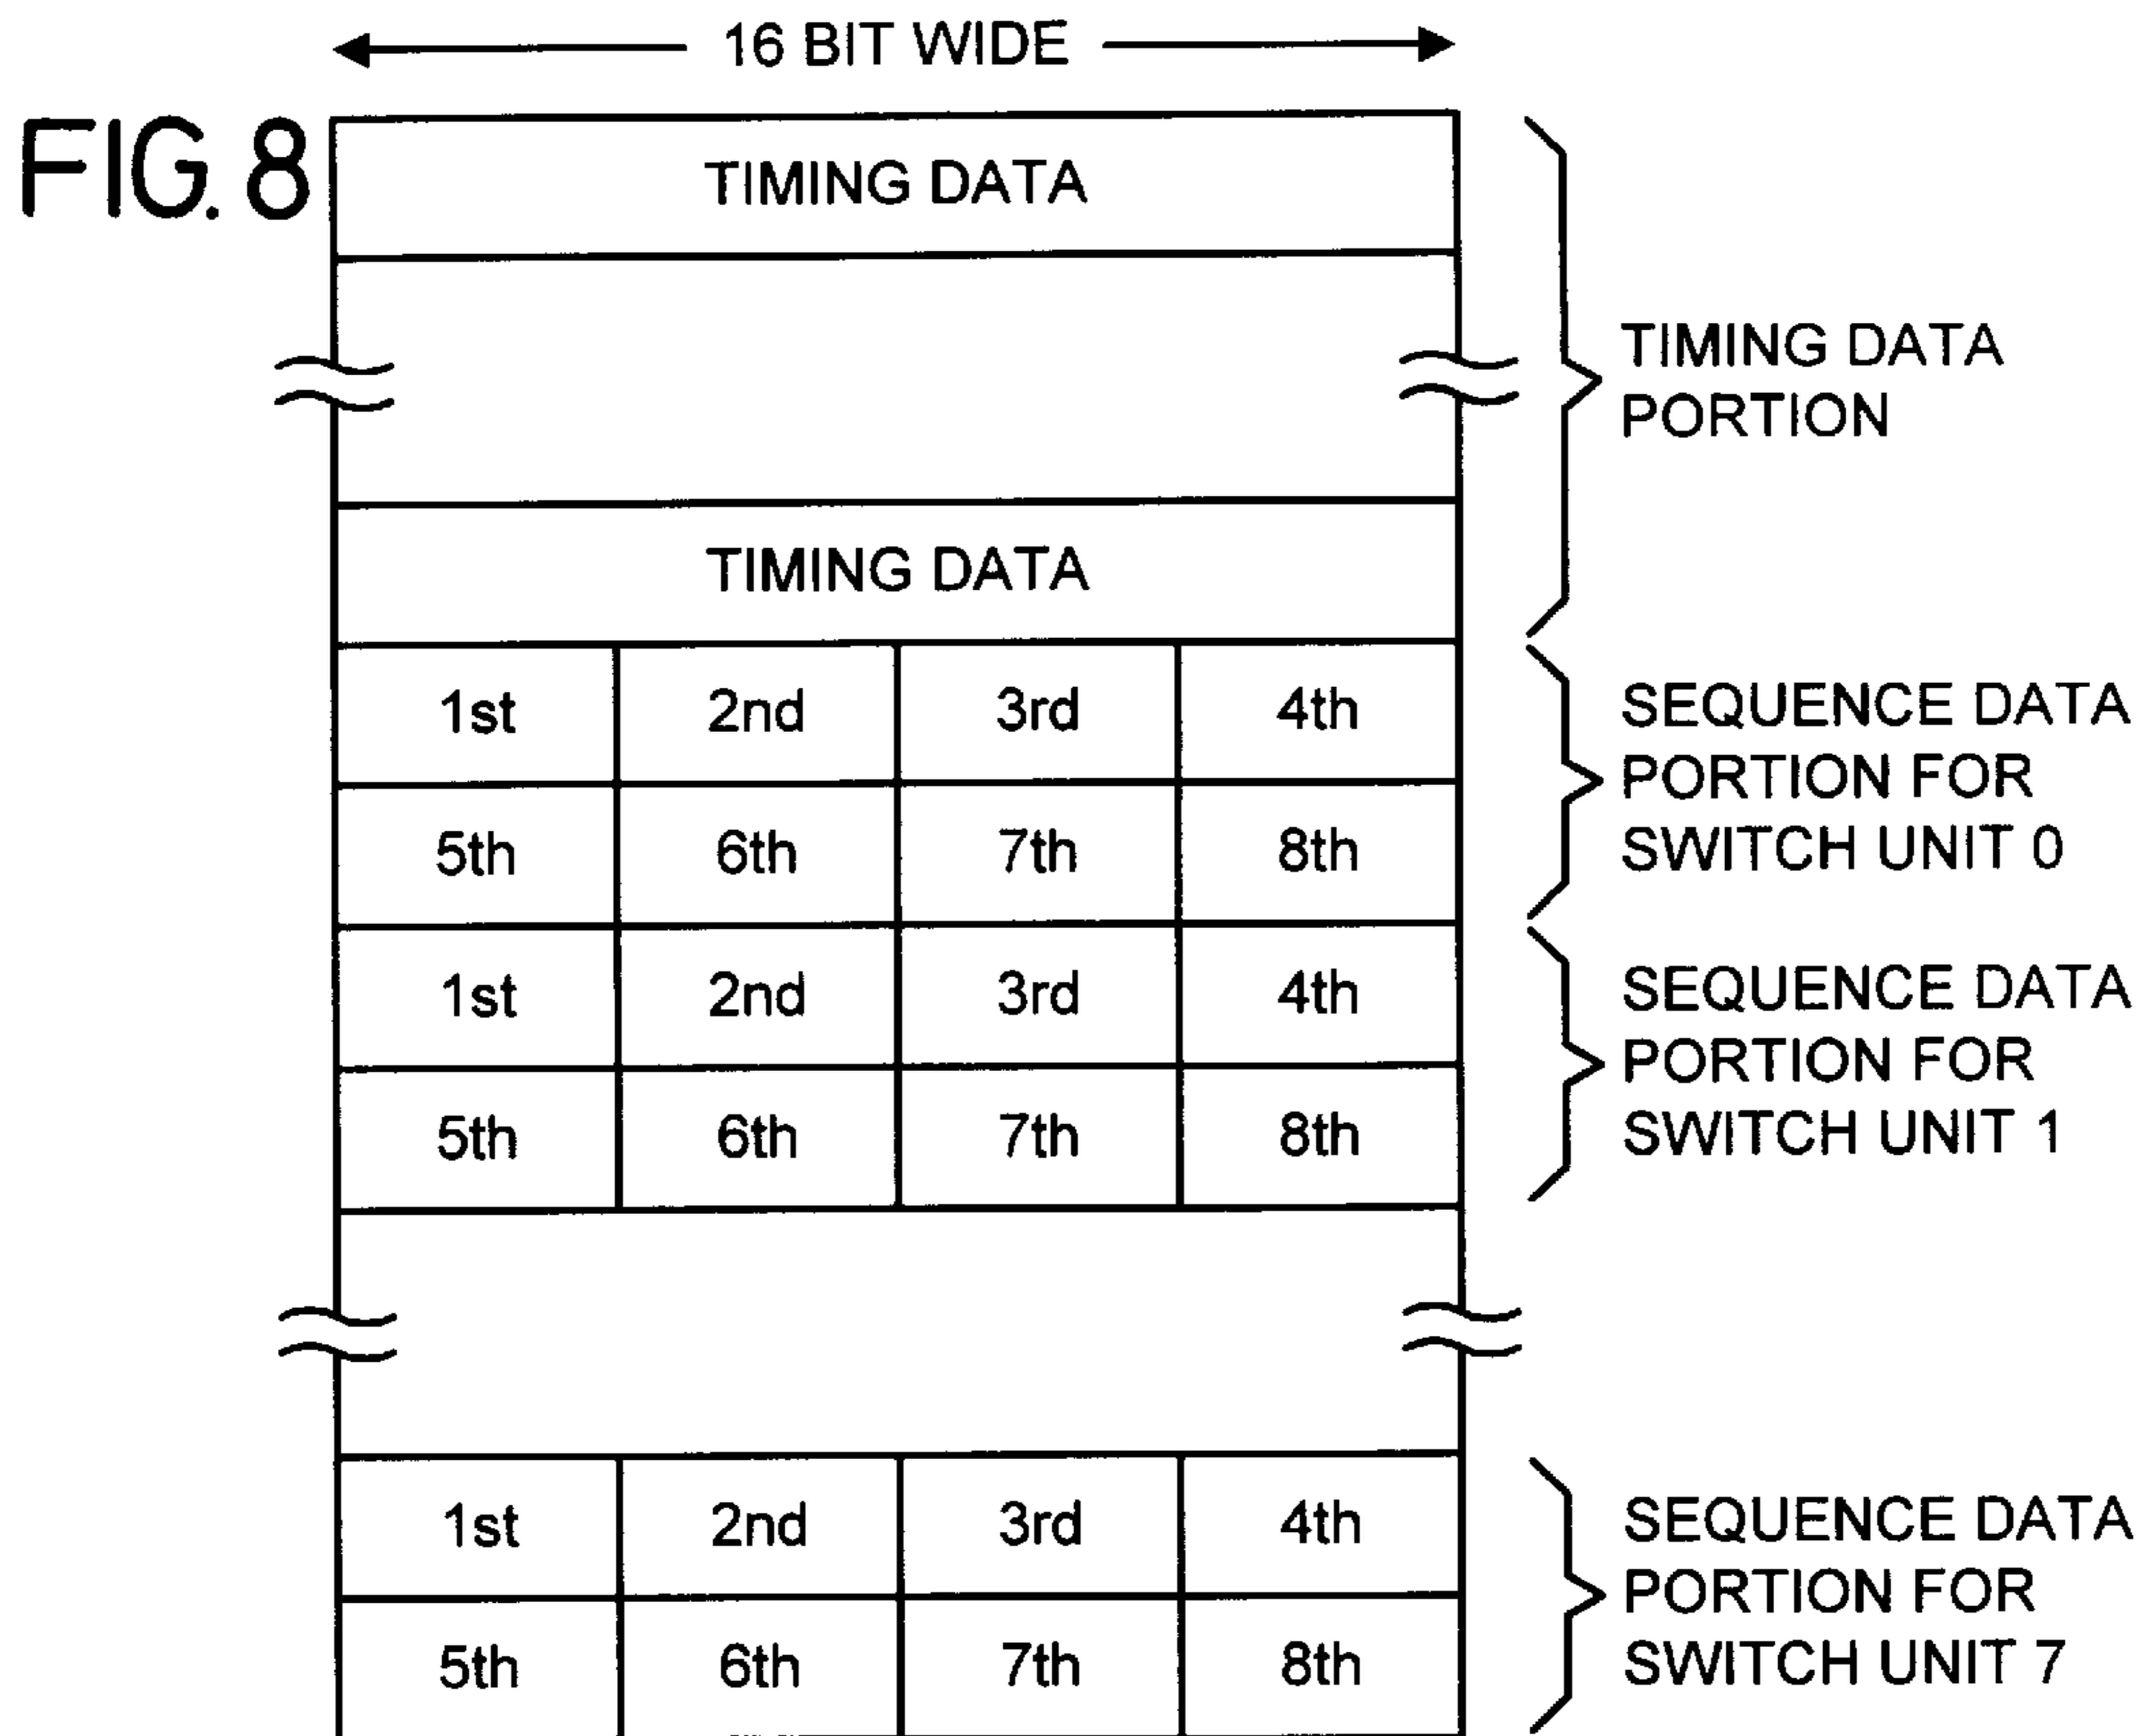 16 BIT WIDE
FIG. 8
TIMING DATA
TIMING DATA
PORTION
TIMING DATA
1st 2nd 3rd 4th
5th 6th 7th 8th
SEQUENCE DATA
PORTION FOR
SWITCH UNIT 0
1st 2nd 3rd 4th
5th 6th 7th 8th
SEQUENCE DATA
PORTION FOR
SWITCH UNIT 1
1st 2nd 3rd 4th
5th 6th 7th 8th
SEQUENCE DATA
PORTION FOR
SWITCH UNIT 7